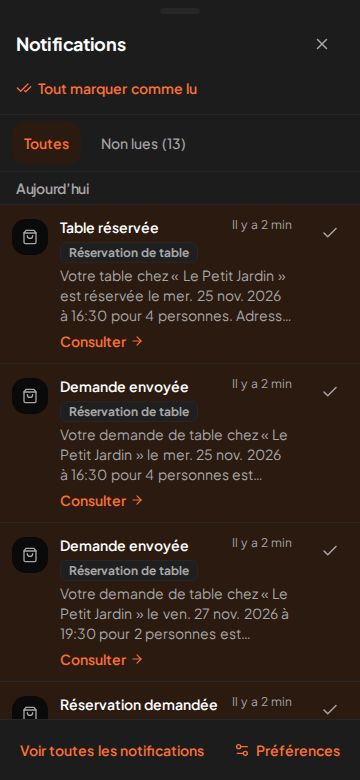 Notifications
Tout marquer comme lu
Toutes
Non lues (13)
Aujourd'hui
Table réservée
Il y a 2 min
Réservation de table
Votre table chez « Le Petit Jardin »
est réservée le mer. 25 nov. 2026
à 16:30 pour 4 personnes. Adress…
Consulter →
Demande envoyée
Il y a 2 min
Réservation de table
Votre demande de table chez « Le
Petit Jardin » le mer. 25 nov. 2026
à 16:30 pour 4 personnes est…
Consulter →
Demande envoyée
Il y a 2 min
Réservation de table
Votre demande de table chez « Le
Petit Jardin » le ven. 27 nov. 2026 à
19:30 pour 2 personnes est…
Consulter →
Réservation demandée
Il y a 2 min
Voir toutes les notifications
Préférences